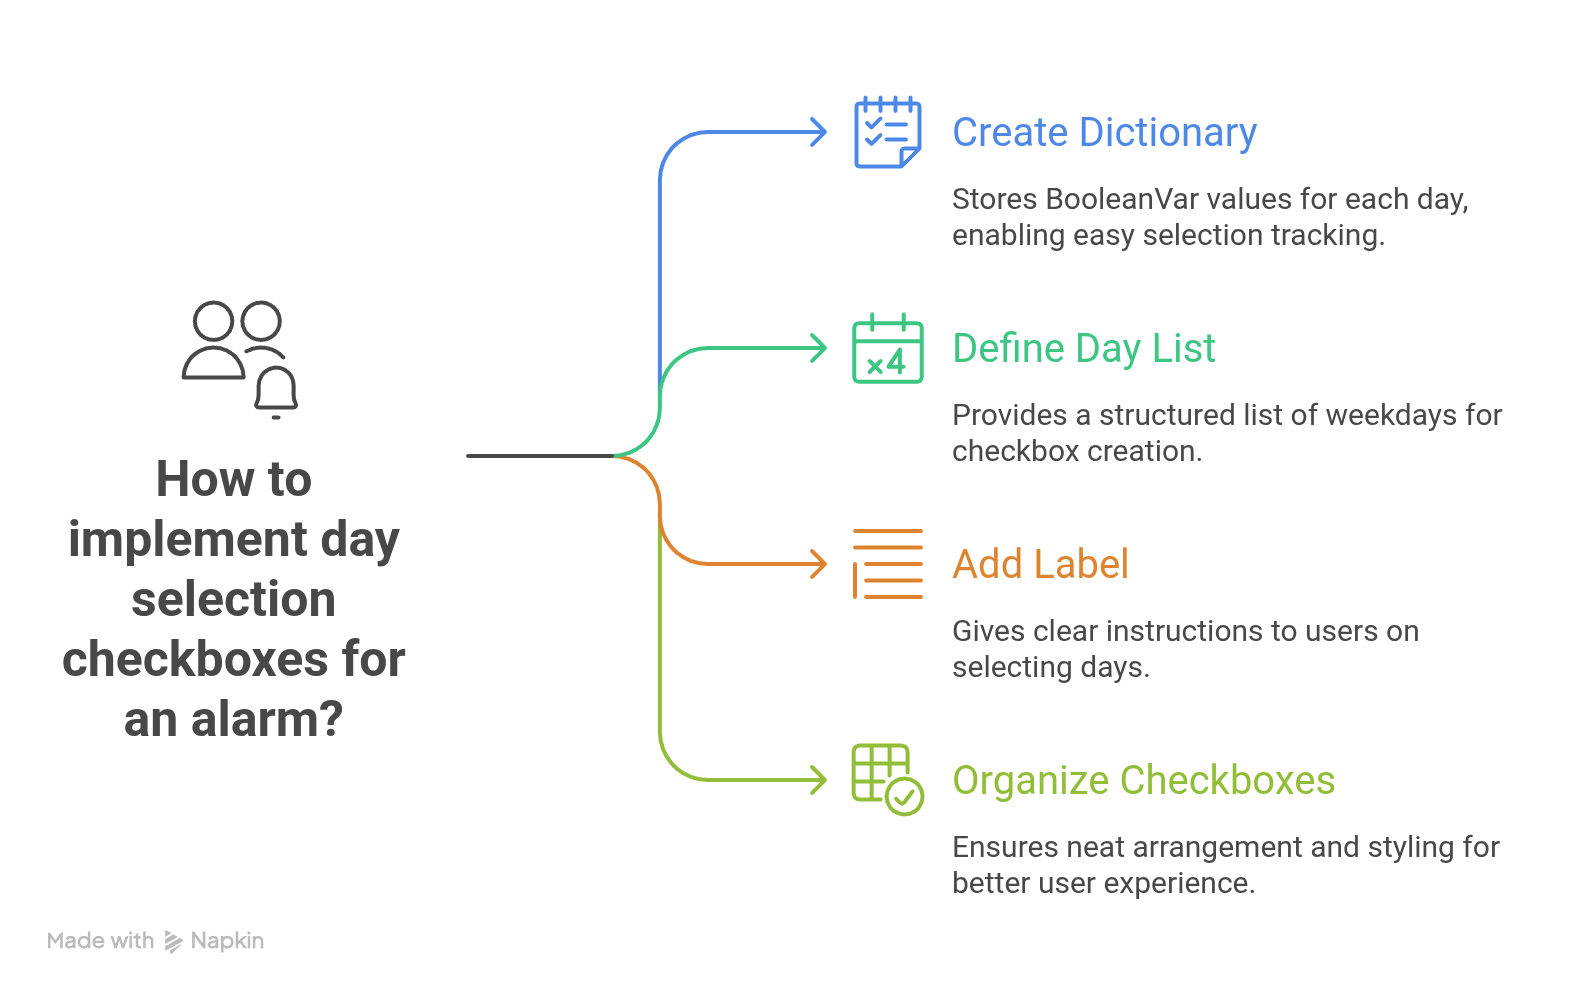 How to
implement day
selection
checkboxes for
an alarm?
Create Dictionary
Stores BooleanVar values for each day,
enabling easy selection tracking.
x4
Define Day List
Provides a structured list of weekdays for
checkbox creation.
Add Label
Gives clear instructions to users on
selecting days.
Organize Checkboxes
Ensures neat arrangement and styling for
better user experience.
Made with Napkin